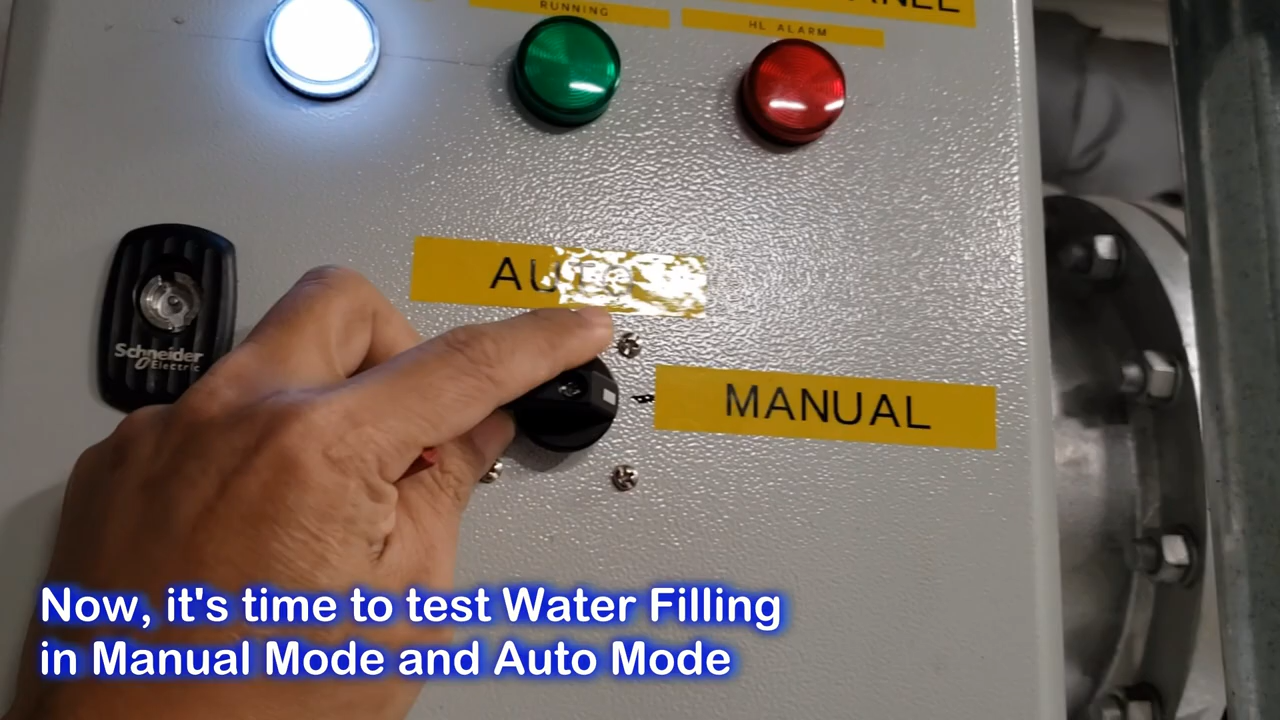 RUNNING
HL ALARM
AUTO
Schneider
Electric
MANUAL
Now, it's time to test Water Filling
in Manual Mode and Auto Mode